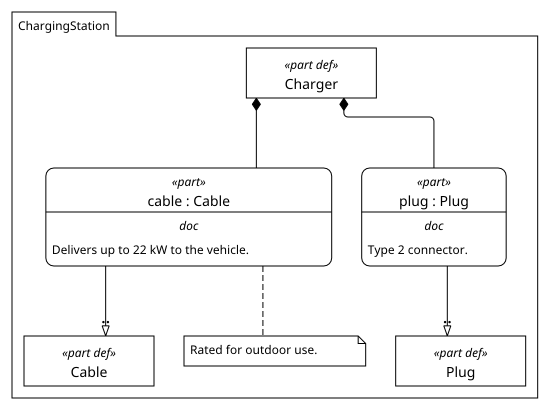 ChargingStation
«part def»
Charger
«part»
cable : Cable
doc
Delivers up to 22 kW to the vehicle.
«part»
plug : Plug
doc
Type 2 connector.
«part def»
Cable
Rated for outdoor use.
«part def»
Plug